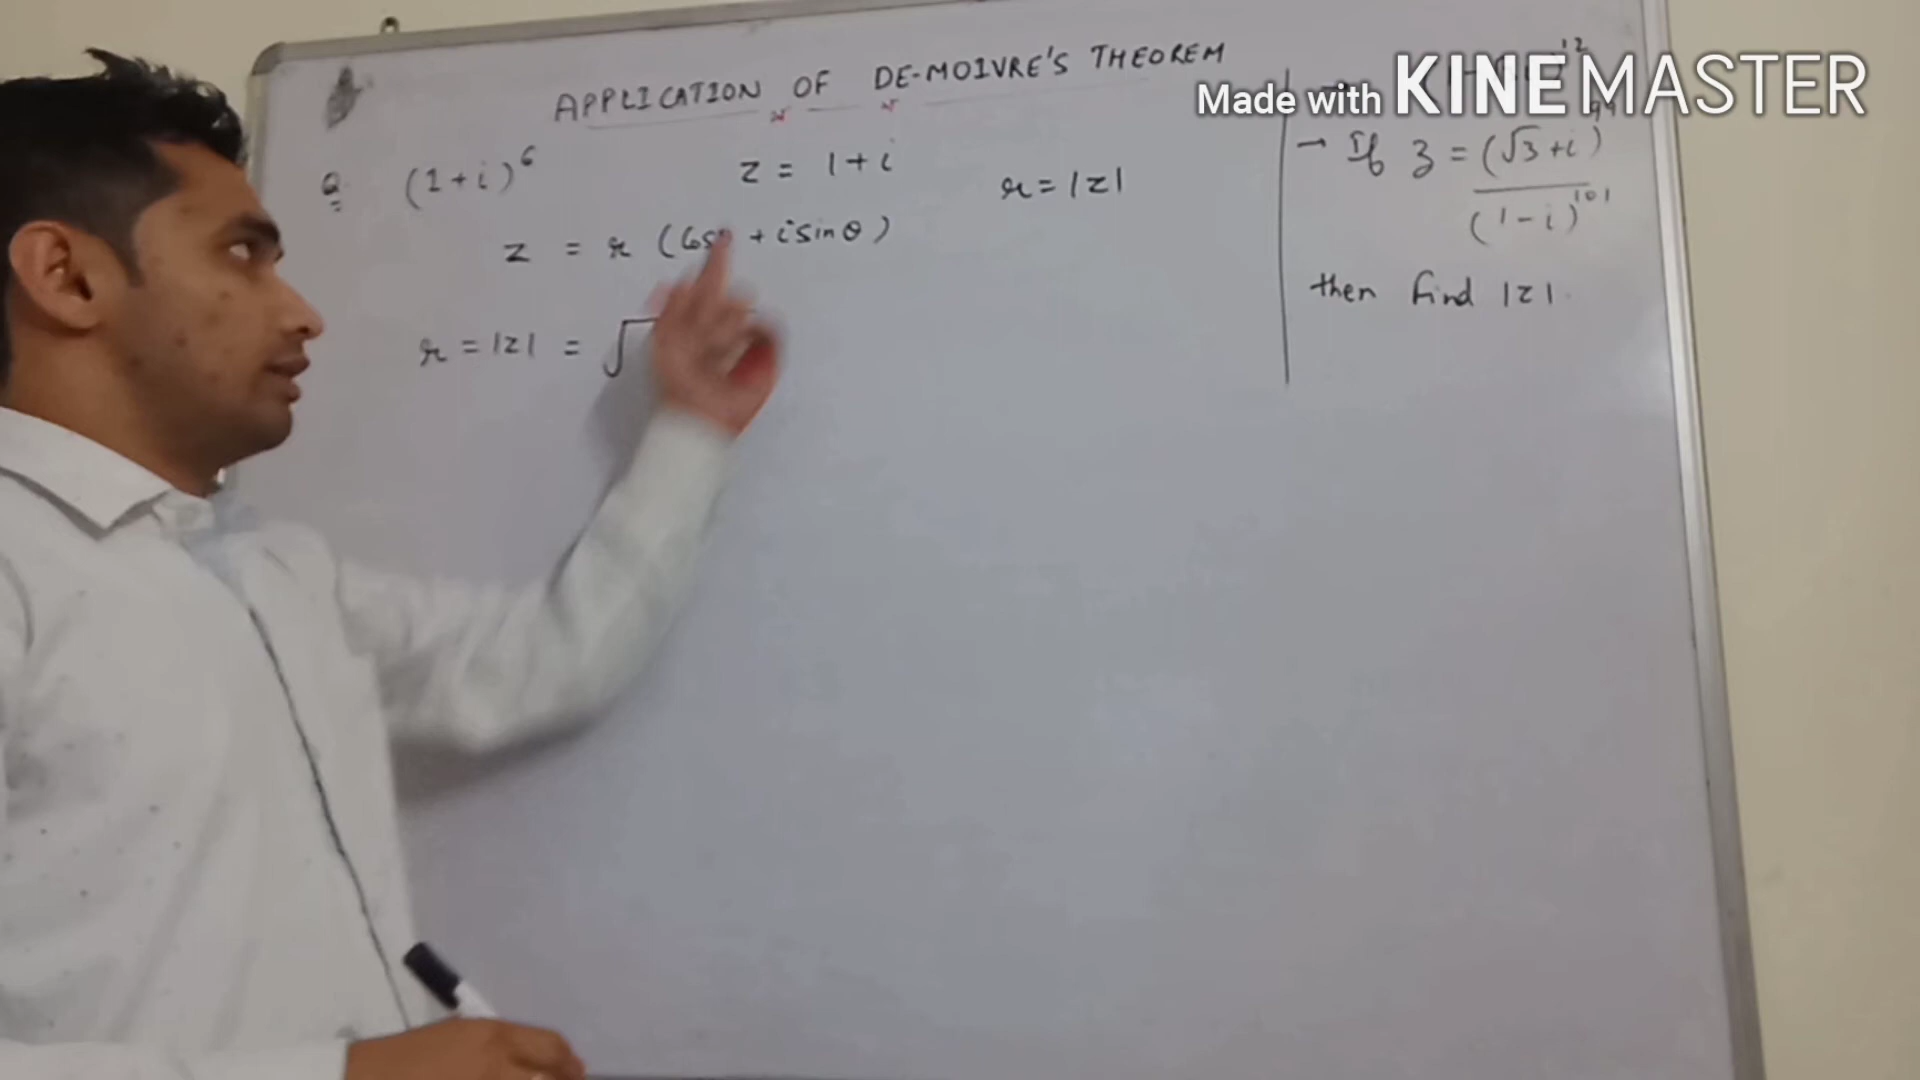 APPLICATION OF DE-MOIVRE'S THEOREM
Made with KINEMASTER
Q. (1+i)^6
z = 1+i
r = |z|
z = r (Cos + i sin θ)
r = |z| = √
12
→ If z = (√3+i)
(1-i)^101
then find |z|.